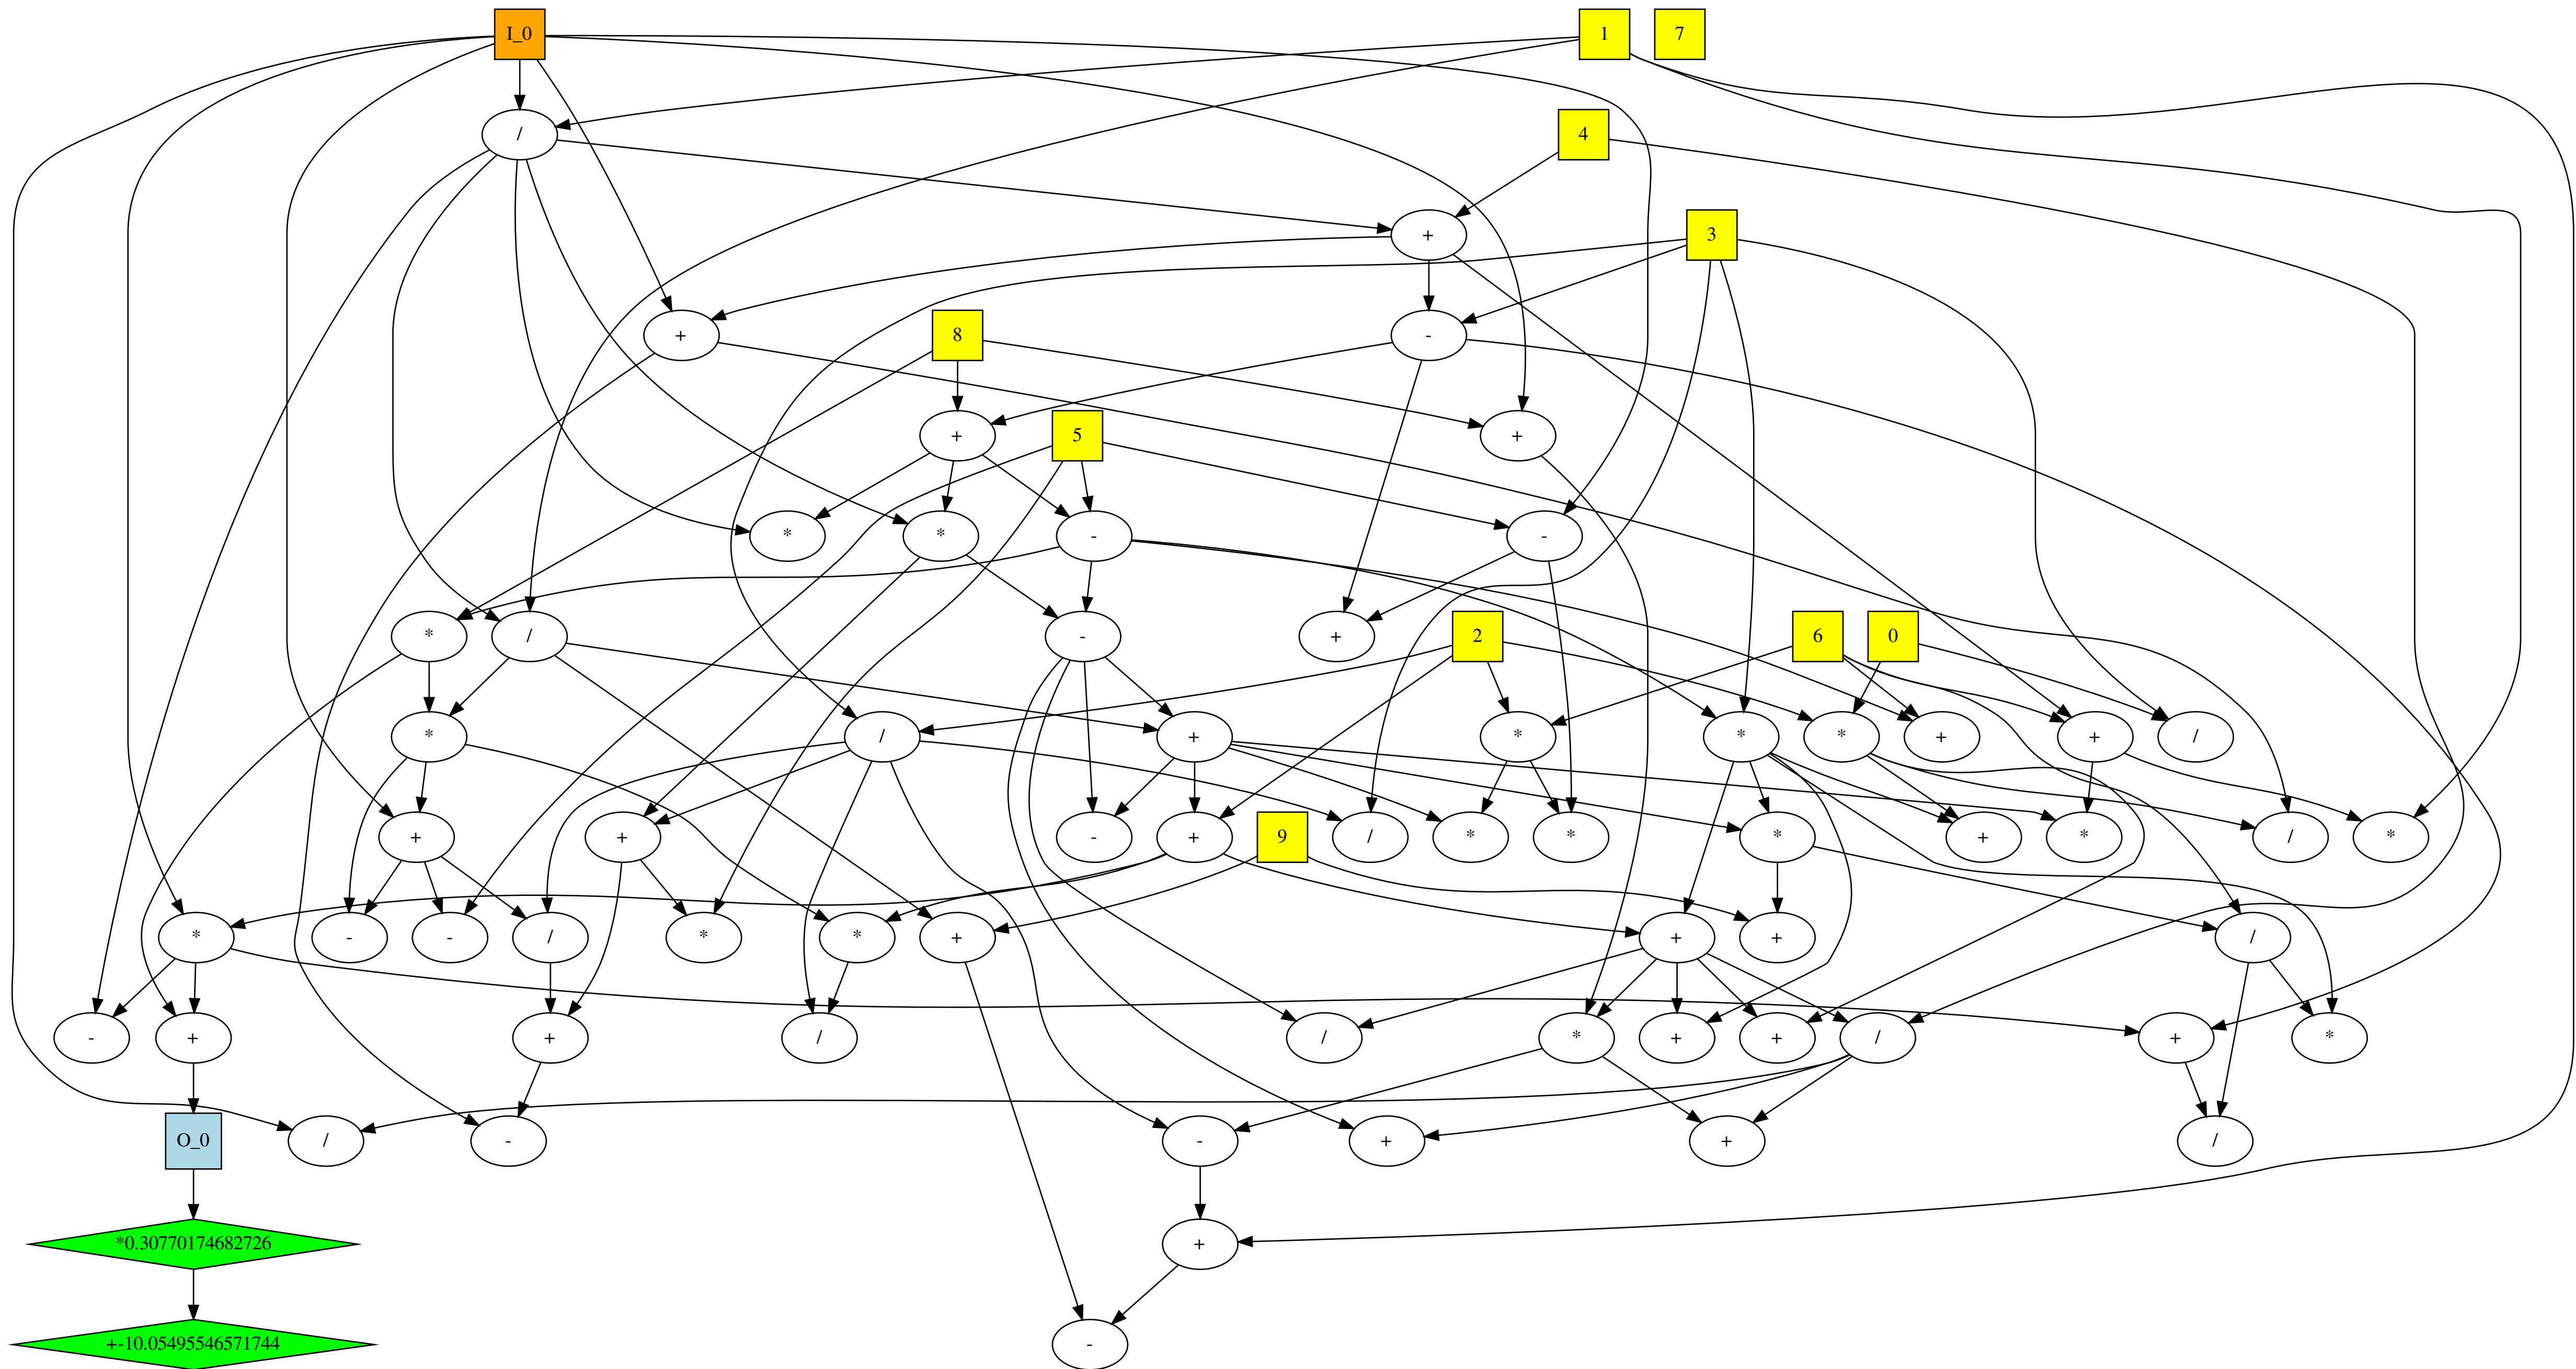 I_0 1 7
/ 4
+ 3
+ 8 -
+ 5 +
* * - -
* / - + 2 6 0
* / + * * * + + /
+ + - + 9 / * * * + * / *
* - - / * * + + + /
- + + / / * + + / + *
O_0 / - - + + /
*0.30770174682726 +
+-10.05495546571744 -